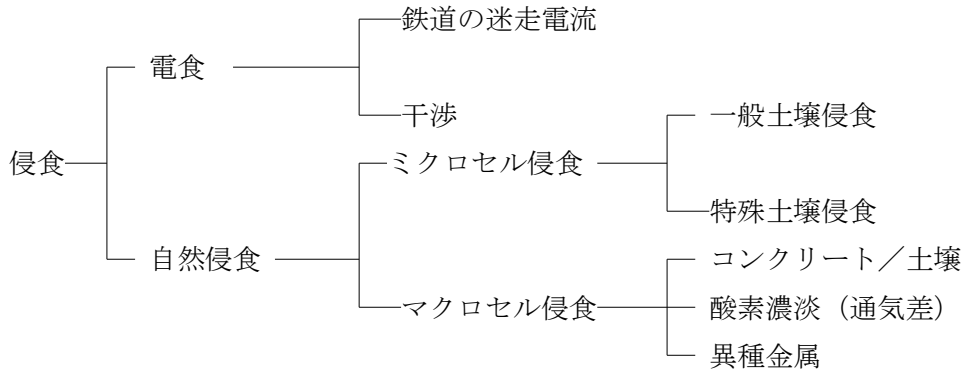 鉄道の迷走電流
電食
干渉
一般土壌侵食
侵食
ミクロセル侵食
特殊土壌侵食
自然侵食
コンクリート／土壌
マクロセル侵食
酸素濃淡（通気差）
異種金属